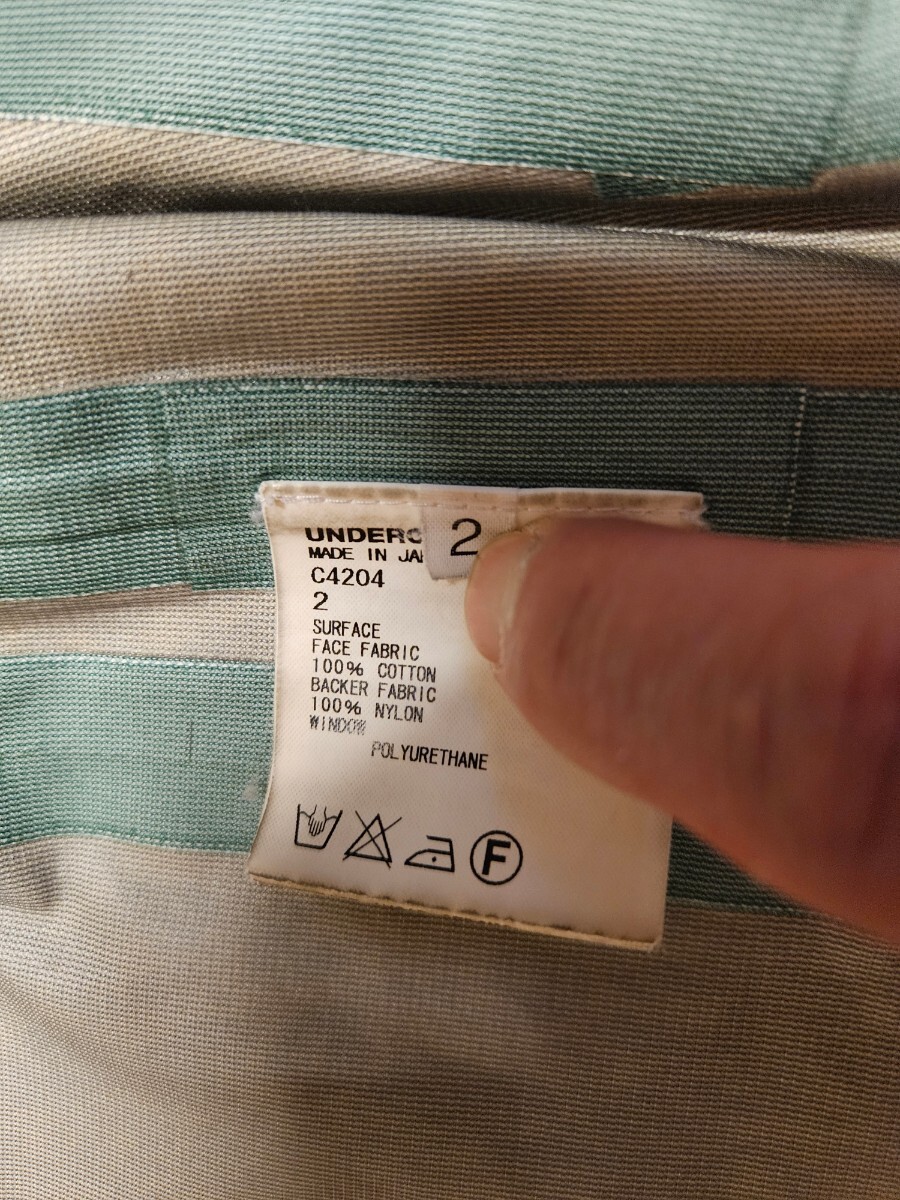 UNDERC 2
MADE IN JA
C4204
2
SURFACE
FACE FABRIC
100% COTTON
BACKER FABRIC
100% NYLON
WINDOW
POLYURETHANE
F